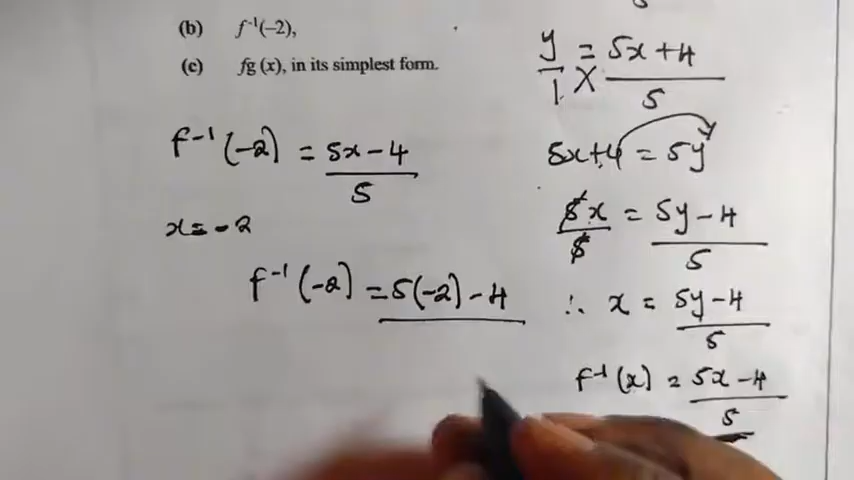 (b) f⁻¹(–2),
(c) fg (x), in its simplest form.
f⁻¹(-2) = 5x - 4
5
x = -2
f⁻¹(-2) = 5(-2) - 4
y = 5x + 4
1 X 5
5x+4 = 5y
5x = 5y - 4
5 5
∴ x = 5y - 4
5
f⁻¹(x) = 5x - 4
5